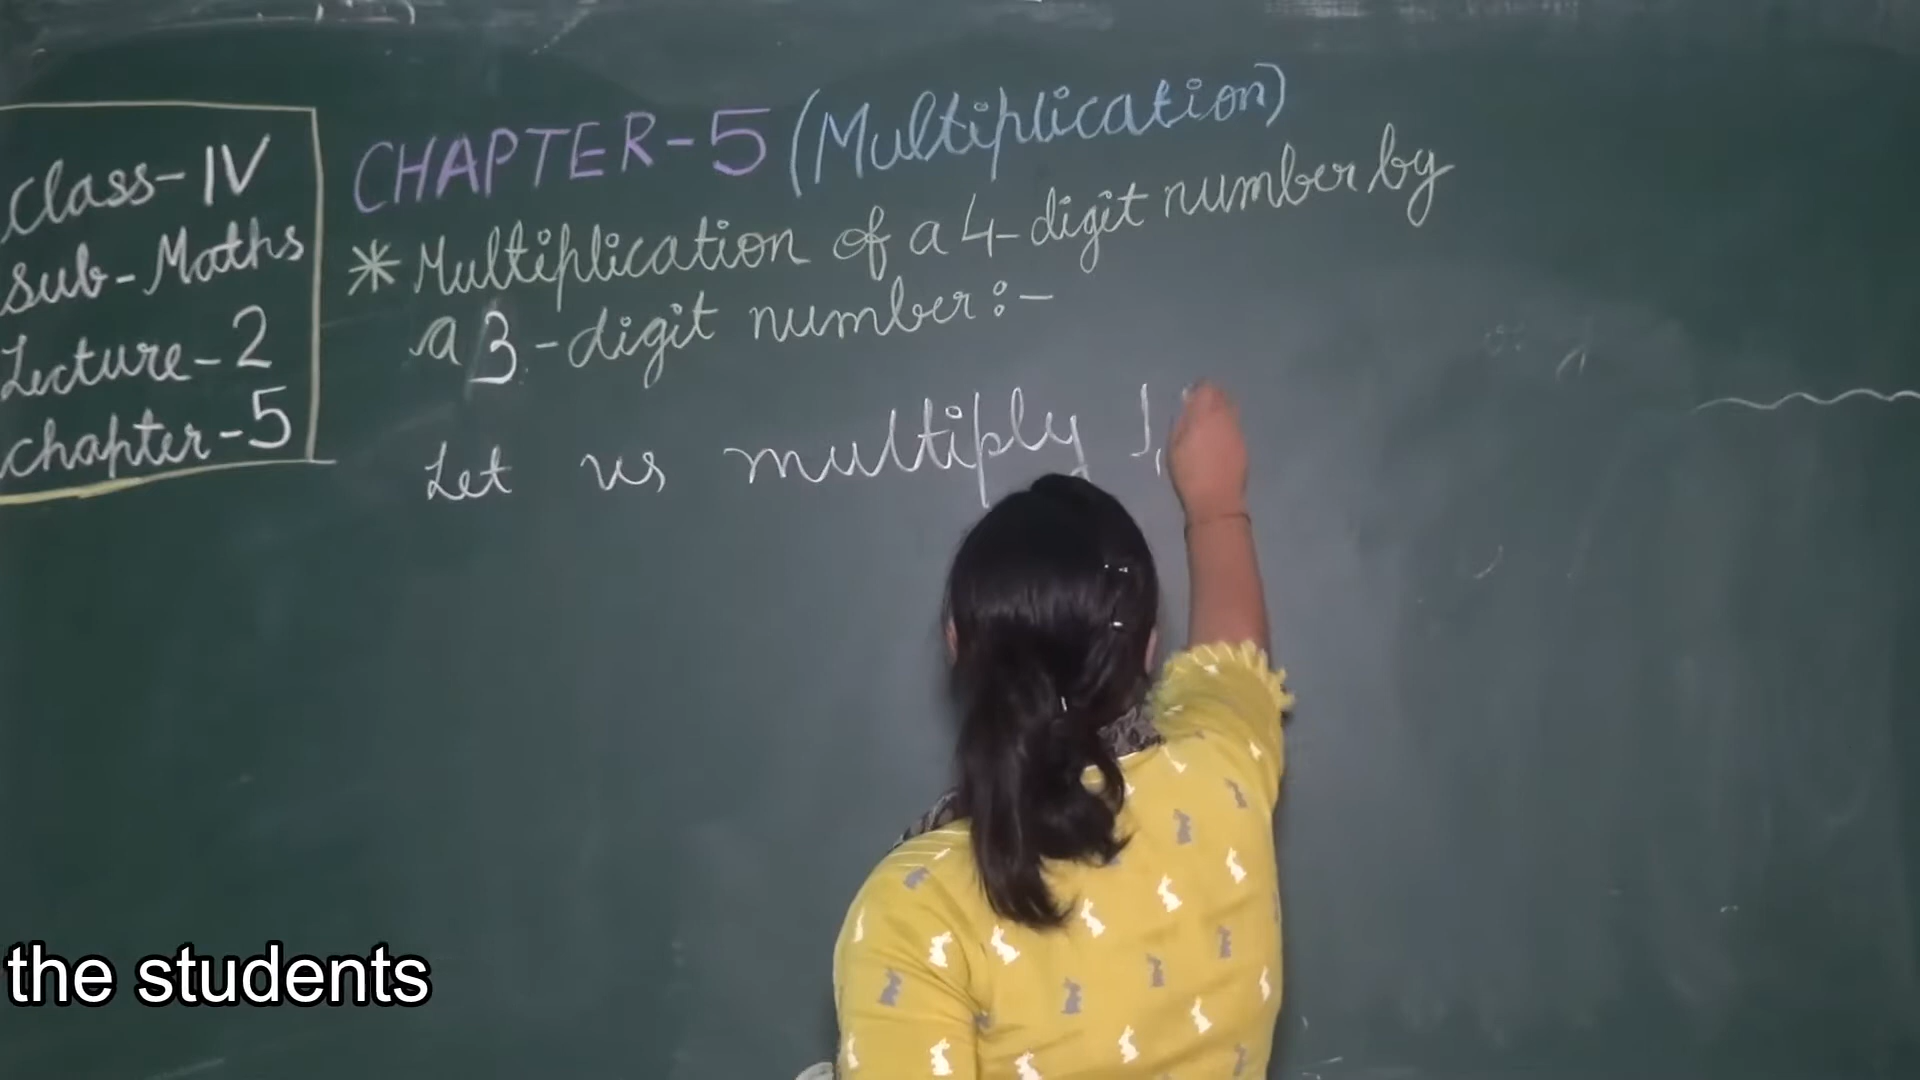 Class-IV
Sub-Maths
Lecture-2
chapter-5
CHAPTER-5 (Multiplication)
* Multiplication of a 4-digit number by
a 3-digit number:-
Let us multiply 1,
the students